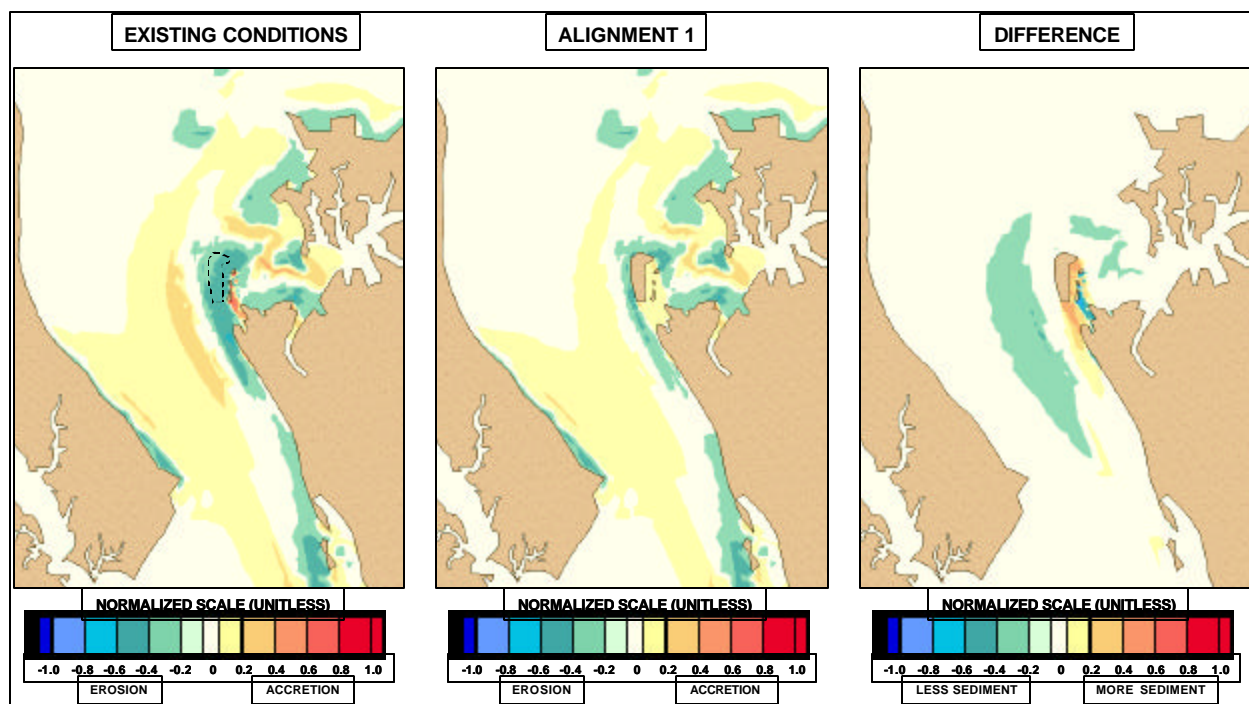 EXISTING CONDITIONS
ALIGNMENT 1
DIFFERENCE
NORMALIZED SCALE (UNITLESS)
NORMALIZED SCALE (UNITLESS)
NORMALIZED SCALE (UNITLESS)
-1.0 -0.8 -0.6 -0.4 -0.2 0 0.2 0.4 0.6 0.8 1.0
-1.0 -0.8 -0.6 -0.4 -0.2 0 0.2 0.4 0.6 0.8 1.0
-1.0 -0.8 -0.6 -0.4 -0.2 0 0.2 0.4 0.6 0.8 1.0
EROSION ACCRETION
EROSION ACCRETION
LESS SEDIMENT MORE SEDIMENT